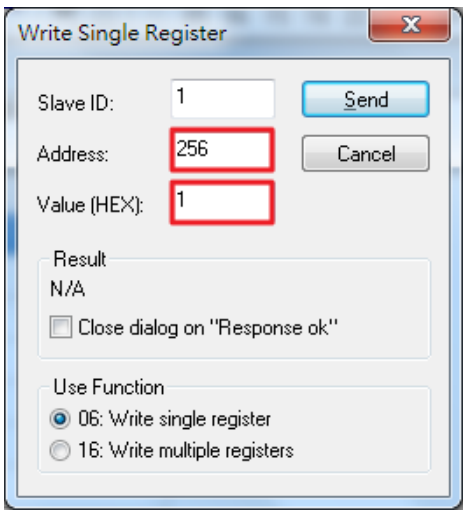 Write Single Register
Slave ID: 1 Send
Address: 256 Cancel
Value (HEX): 1
Result
N/A
Close dialog on "Response ok"
Use Function
06: Write single register
16: Write multiple registers